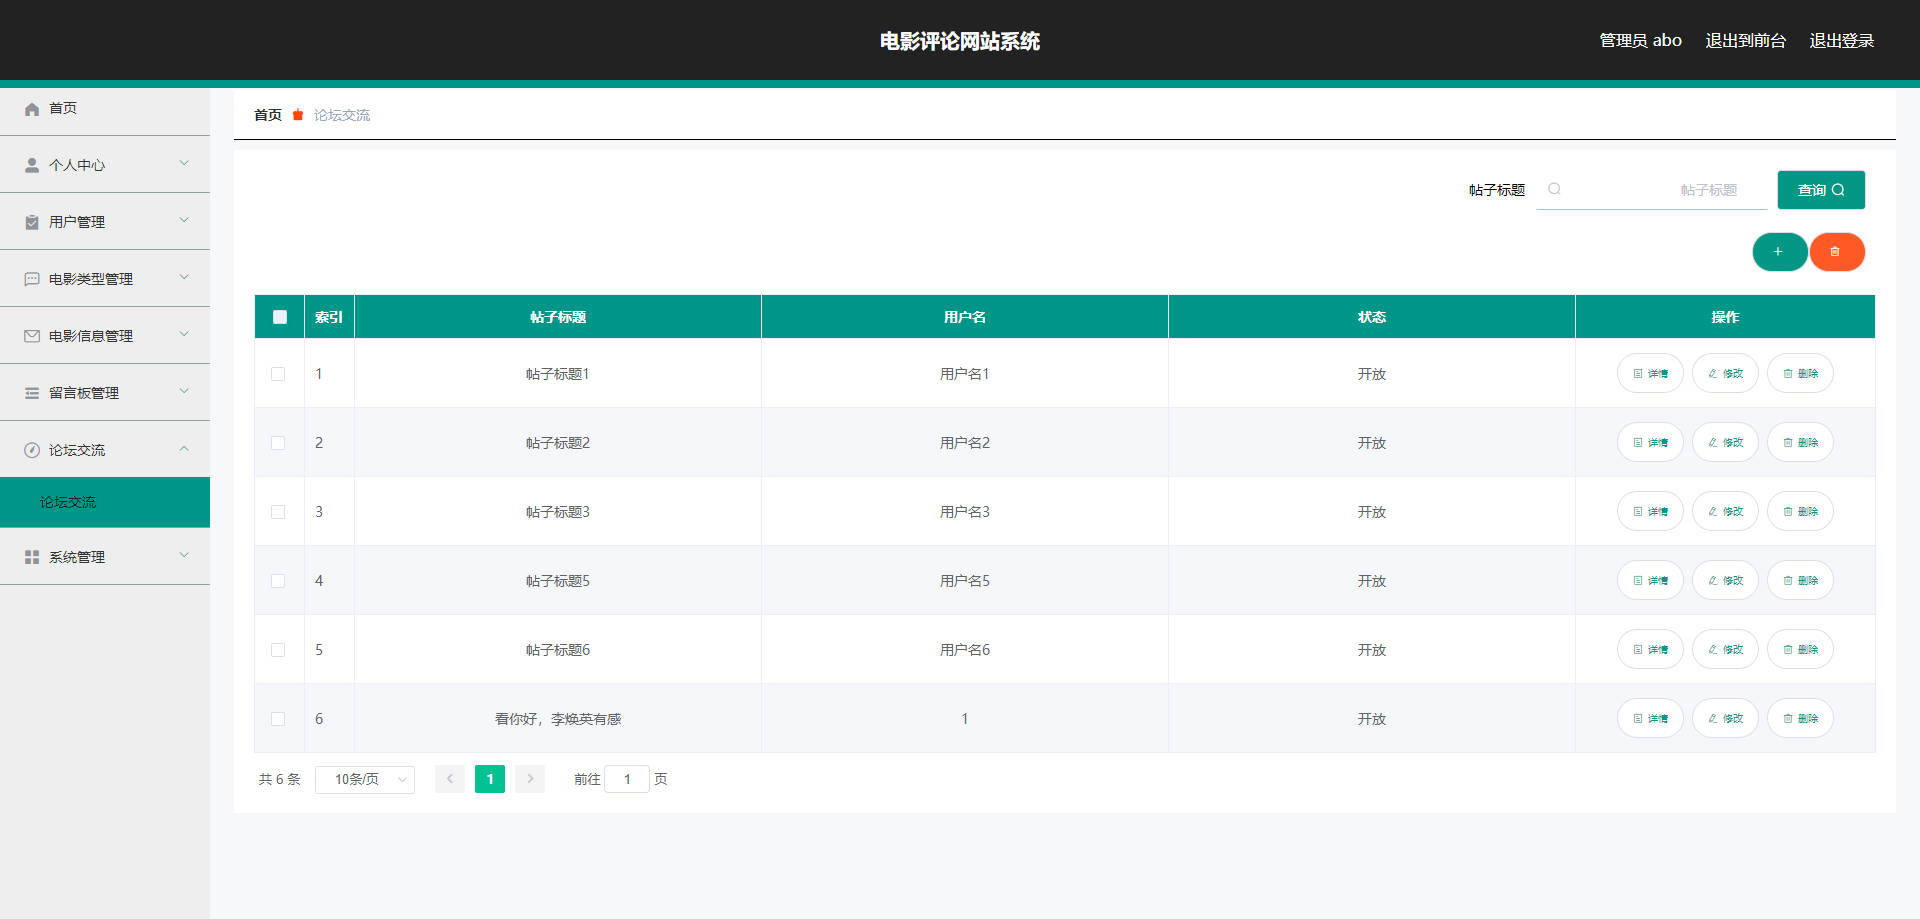 电影评论网站系统
管理员 abo 退出到前台 退出登录
首页
个人中心
用户管理
电影类型管理
电影信息管理
留言板管理
论坛交流
论坛交流
系统管理
首页 论坛交流
帖子标题 帖子标题 查询
索引 帖子标题 用户名 状态 操作
1 帖子标题1 用户名1 开放 详情 修改 删除
2 帖子标题2 用户名2 开放 详情 修改 删除
3 帖子标题3 用户名3 开放 详情 修改 删除
4 帖子标题5 用户名5 开放 详情 修改 删除
5 帖子标题6 用户名6 开放 详情 修改 删除
6 看你好，李焕英有感 1 开放 详情 修改 删除
共 6 条 10条/页 1 前往 1 页